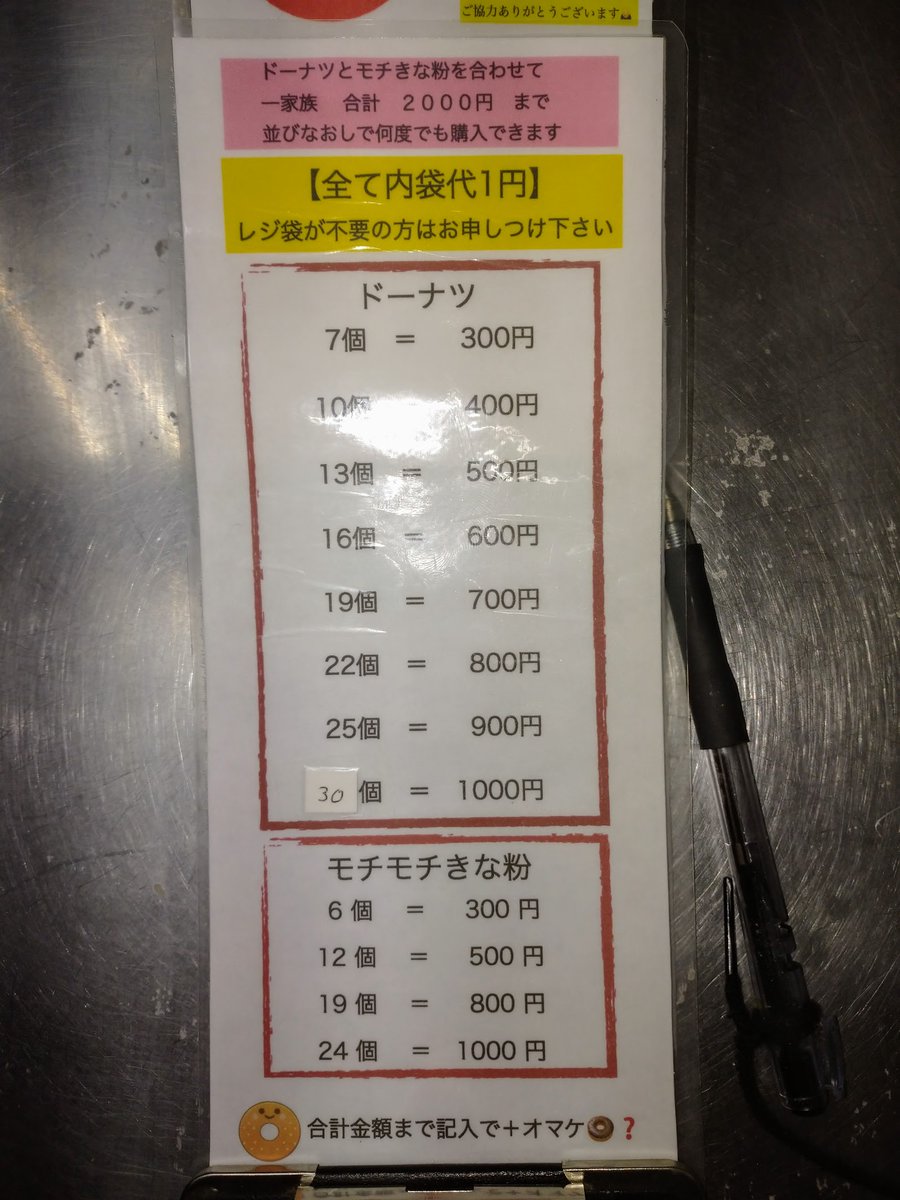 ご協力ありがとうございます
ドーナツとモチきな粉を合わせて
一家族 合計 2000円 まで
並びなおしで何度でも購入できます
【全て内袋代1円】
レジ袋が不要の方はお申しつけ下さい
ドーナツ
7個 = 300円
10個 400円
13個 = 500円
16個 = 600円
19個 = 700円
22個 = 800円
25個 = 900円
30個 = 1000円
モチモチきな粉
6個 = 300円
12個 = 500円
19個 = 800円
24個 = 1000円
合計金額まで記入で+オマケ🍩❓